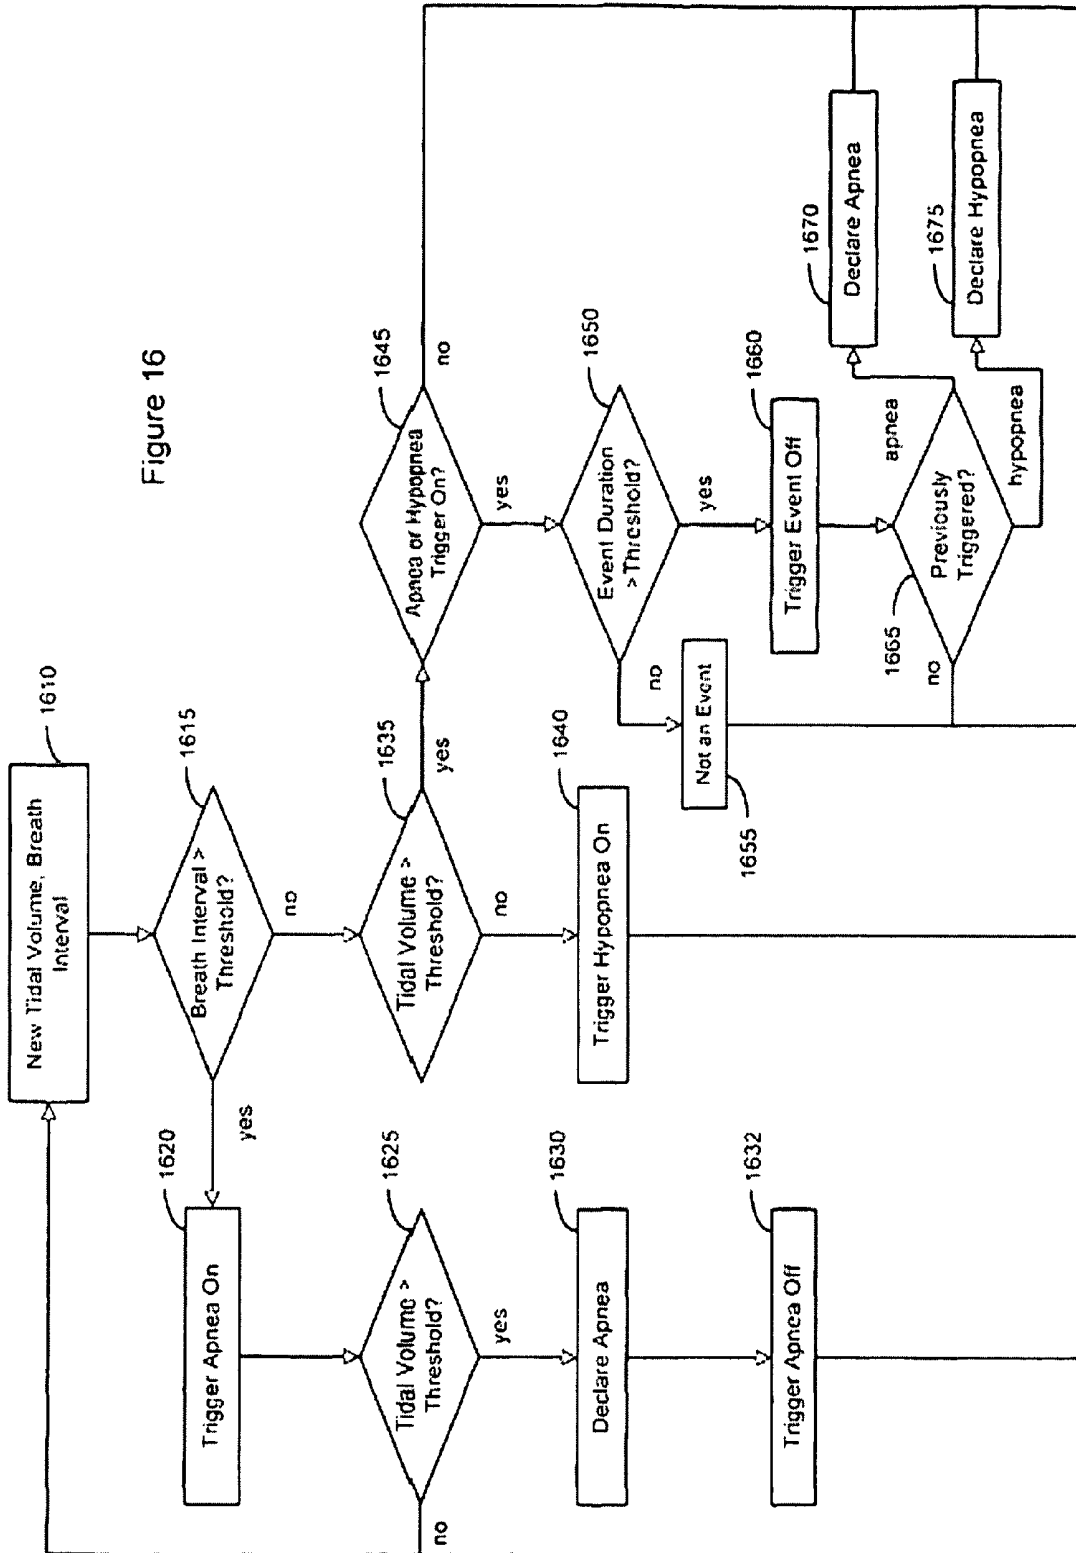 Figure 16
1610
New Tidal Volume, Breath
Interval
1615
Breath Interval >
Threshold?
yes
no
1620
Trigger Apnea On
1625
Tidal Volume >
Threshold?
no
yes
1630
Declare Apnea
1632
Trigger Apnea Off
1635
Tidal Volume >
Threshold?
yes
no
1640
Trigger Hypopnea On
1645
Apnea or Hypopnea
Trigger On?
no
yes
1650
Event Duration
>Threshold?
no
yes
1655
Not an Event
1660
Trigger Event Off
1665
Previously
Triggered?
no
apnea
hypopnea
1670
Declare Apnea
1675
Declare Hypopnea